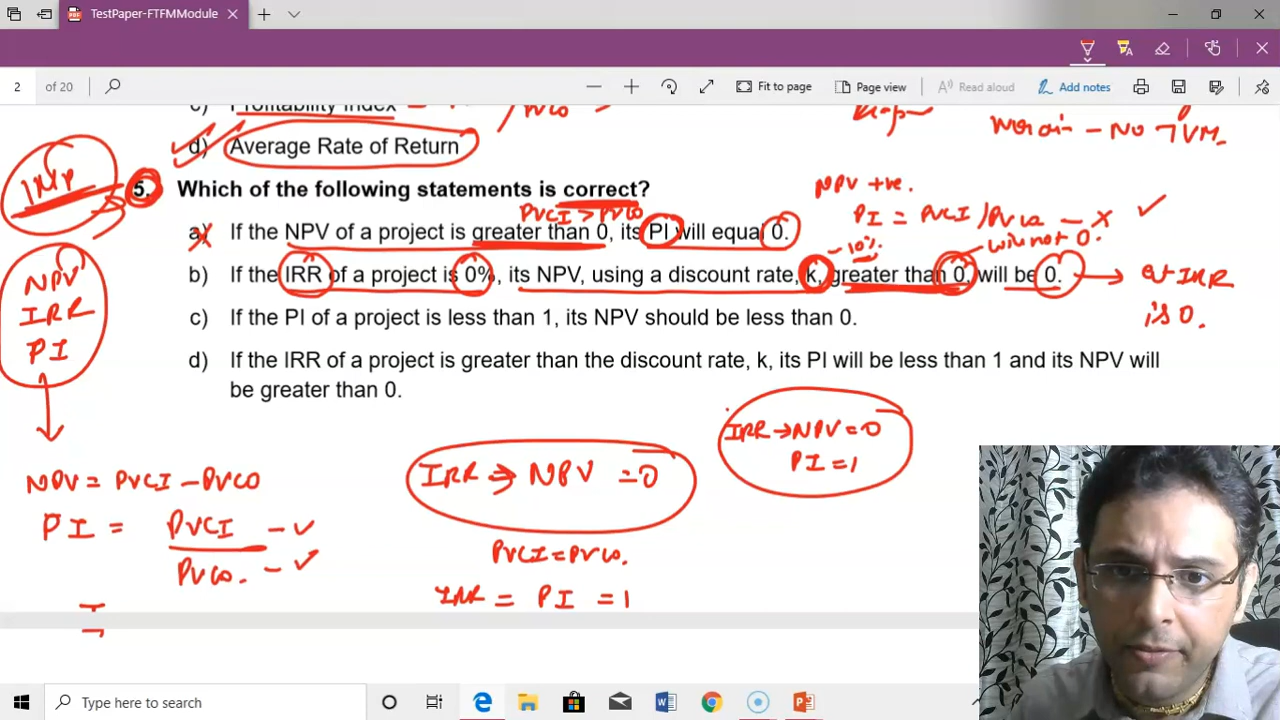 TestPaper-FTFMModule
2 of 20
Fit to page
Page view
Read aloud
Add notes
c) Profitability Index
PVCO
d) Average Rate of Return
No TVM.
IMP
5. Which of the following statements is correct?
NPV +ve.
PVCI > PVCO
PI = PVCI / PVCO
a) If the NPV of a project is greater than 0, its PI will equal 0.
- 10%
will not 0.
b) If the IRR of a project is 0%, its NPV, using a discount rate, k, greater than 0, will be 0.
at IRR
is 0.
NPV
IRR
PI
c) If the PI of a project is less than 1, its NPV should be less than 0.
d) If the IRR of a project is greater than the discount rate, k, its PI will be less than 1 and its NPV will
be greater than 0.
IRR → NPV = 0
PI = 1
IRR → NPV = 0
NPV = PVCI - PVCO
PI = PVCI
PVCO.
PVCI = PVCO.
IRR = PI = 1
Type here to search